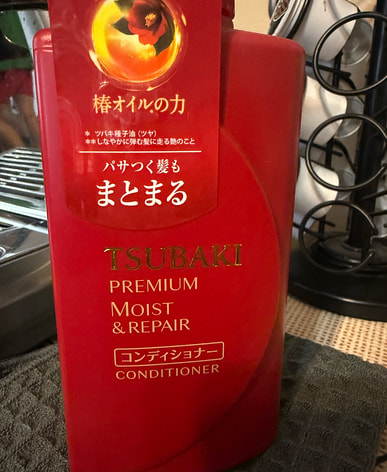 椿オイルの力
* ツバキ種子油(ツヤ)
**しなやかに弾む髪に走る艶のこと
パサつく髪も
まとまる
TSUBAKI
PREMIUM
MOIST
& REPAIR
コンディショナー
CONDITIONER